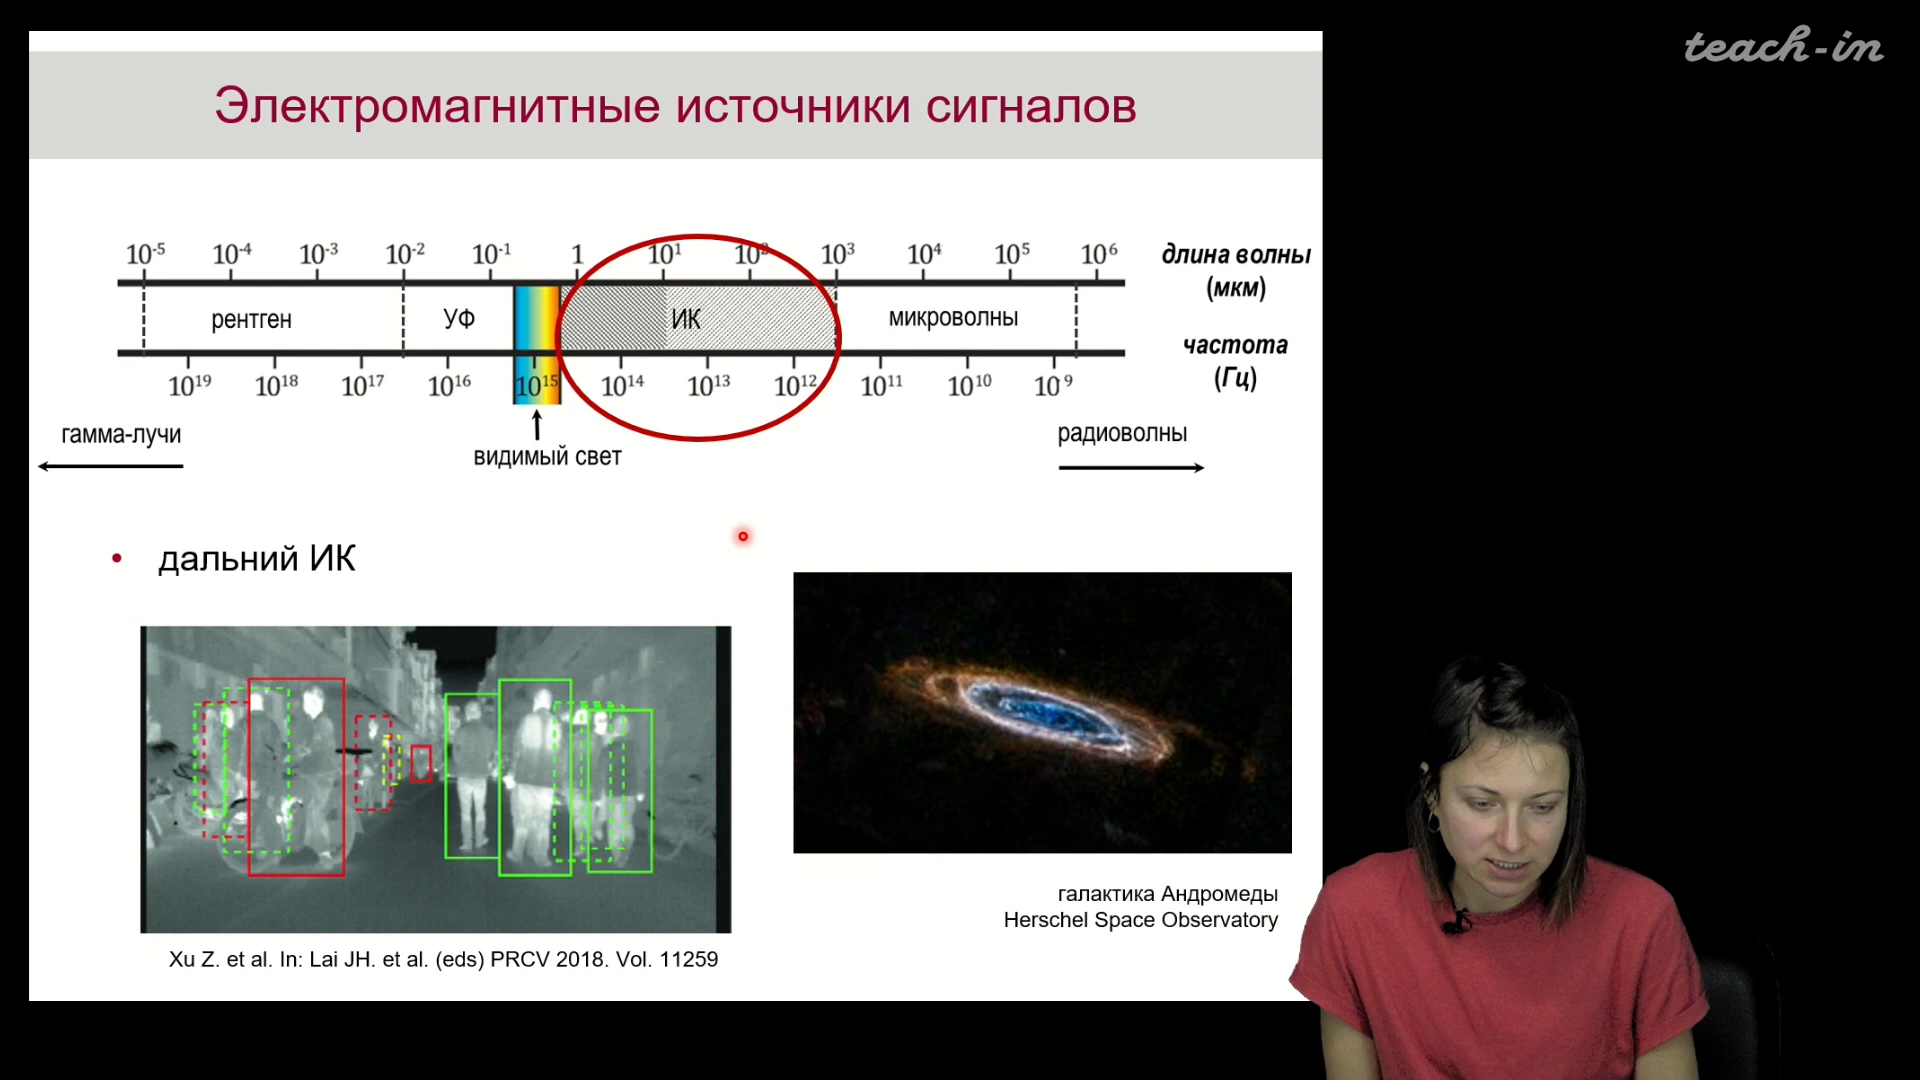 teach-in
Электромагнитные источники сигналов
10⁻⁵ 10⁻⁴ 10⁻³ 10⁻² 10⁻¹ 1 10¹ 10² 10³ 10⁴ 10⁵ 10⁶
длина волны
(мкм)
рентген УФ ИК микроволны
частота
(Гц)
10¹⁹ 10¹⁸ 10¹⁷ 10¹⁶ 10¹⁵ 10¹⁴ 10¹³ 10¹² 10¹¹ 10¹⁰ 10⁹
гамма-лучи
радиоволны
видимый свет
• дальний ИК
галактика Андромеды
Herschel Space Observatory
Xu Z. et al. In: Lai JH. et al. (eds) PRCV 2018. Vol. 11259